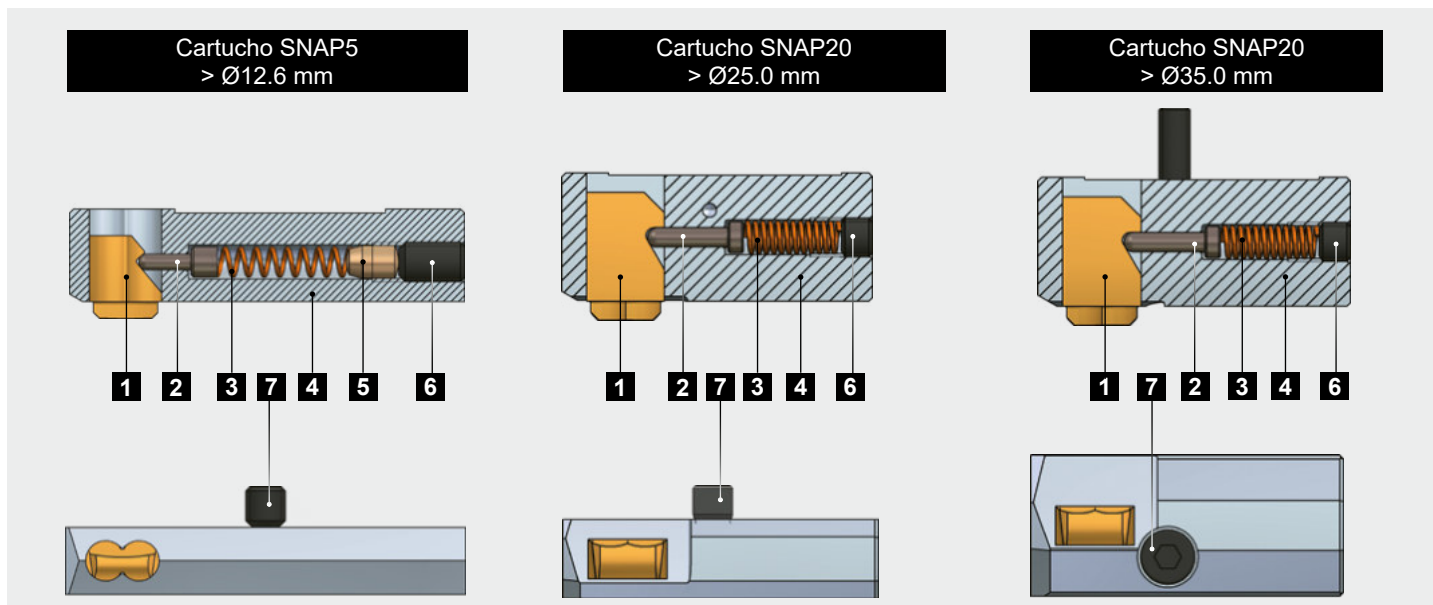 Cartucho SNAP5
> Ø12.6 mm
Cartucho SNAP20
> Ø25.0 mm
Cartucho SNAP20
> Ø35.0 mm
1 2 3 7 4 5 6
1 2 7 3 4 6
1 2 3 4 6
7